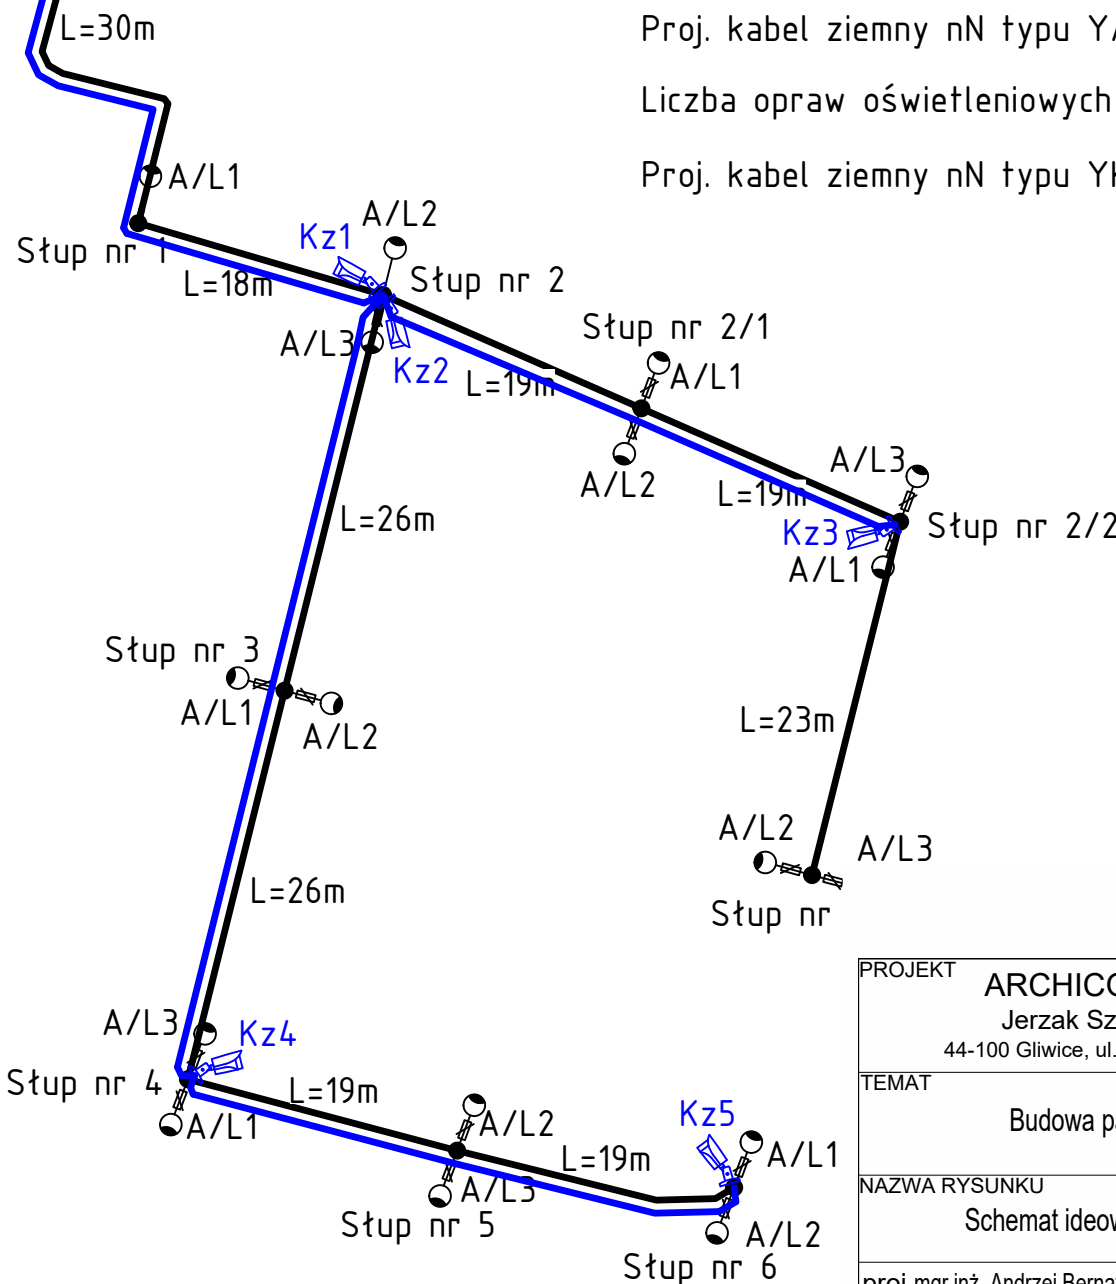 L=30m
Proj. kabel ziemny nN typu
Liczba opraw oświetleniowych
Proj. kabel ziemny nN typu
A/L1
A/L2
Kz1
Słup nr 1
Słup nr 2
L=18m
A/L3
Kz2
Słup nr 2/1
A/L1
L=19m
A/L2
A/L3
L=19m
Kz3
Słup nr 2/2
A/L1
L=26m
Słup nr 3
A/L1
A/L2
L=23m
A/L2
A/L3
Słup nr
L=26m
PROJEKT
Jerzak
44-100 Gliwice, ul.
TEMAT
Budowa
NAZWA RYSUNKU
Schemat
proj mgr inż. Andrzej
A/L3
Kz4
Słup nr 4
L=19m
A/L1
A/L2
A/L3
Słup nr 5
L=19m
Kz5
A/L1
A/L2
Słup nr 6